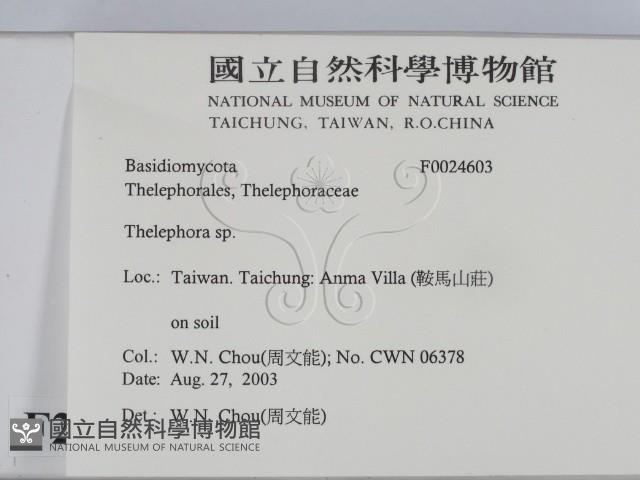 國立自然科學博物館
NATIONAL MUSEUM OF NATURAL SCIENCE
TAICHUNG, TAIWAN, R.O.CHINA
Basidiomycota F0024603
Thelephorales, Thelephoraceae
Thelephora sp.
Loc.: Taiwan. Taichung: Anma Villa (鞍馬山莊)
on soil
Col.: W.N. Chou(周文能); No. CWN 06378
Date: Aug. 27, 2003
Det.: W.N. Chou(周文能)
國立自然科學博物館
NATIONAL MUSEUM OF NATURAL SCIENCE